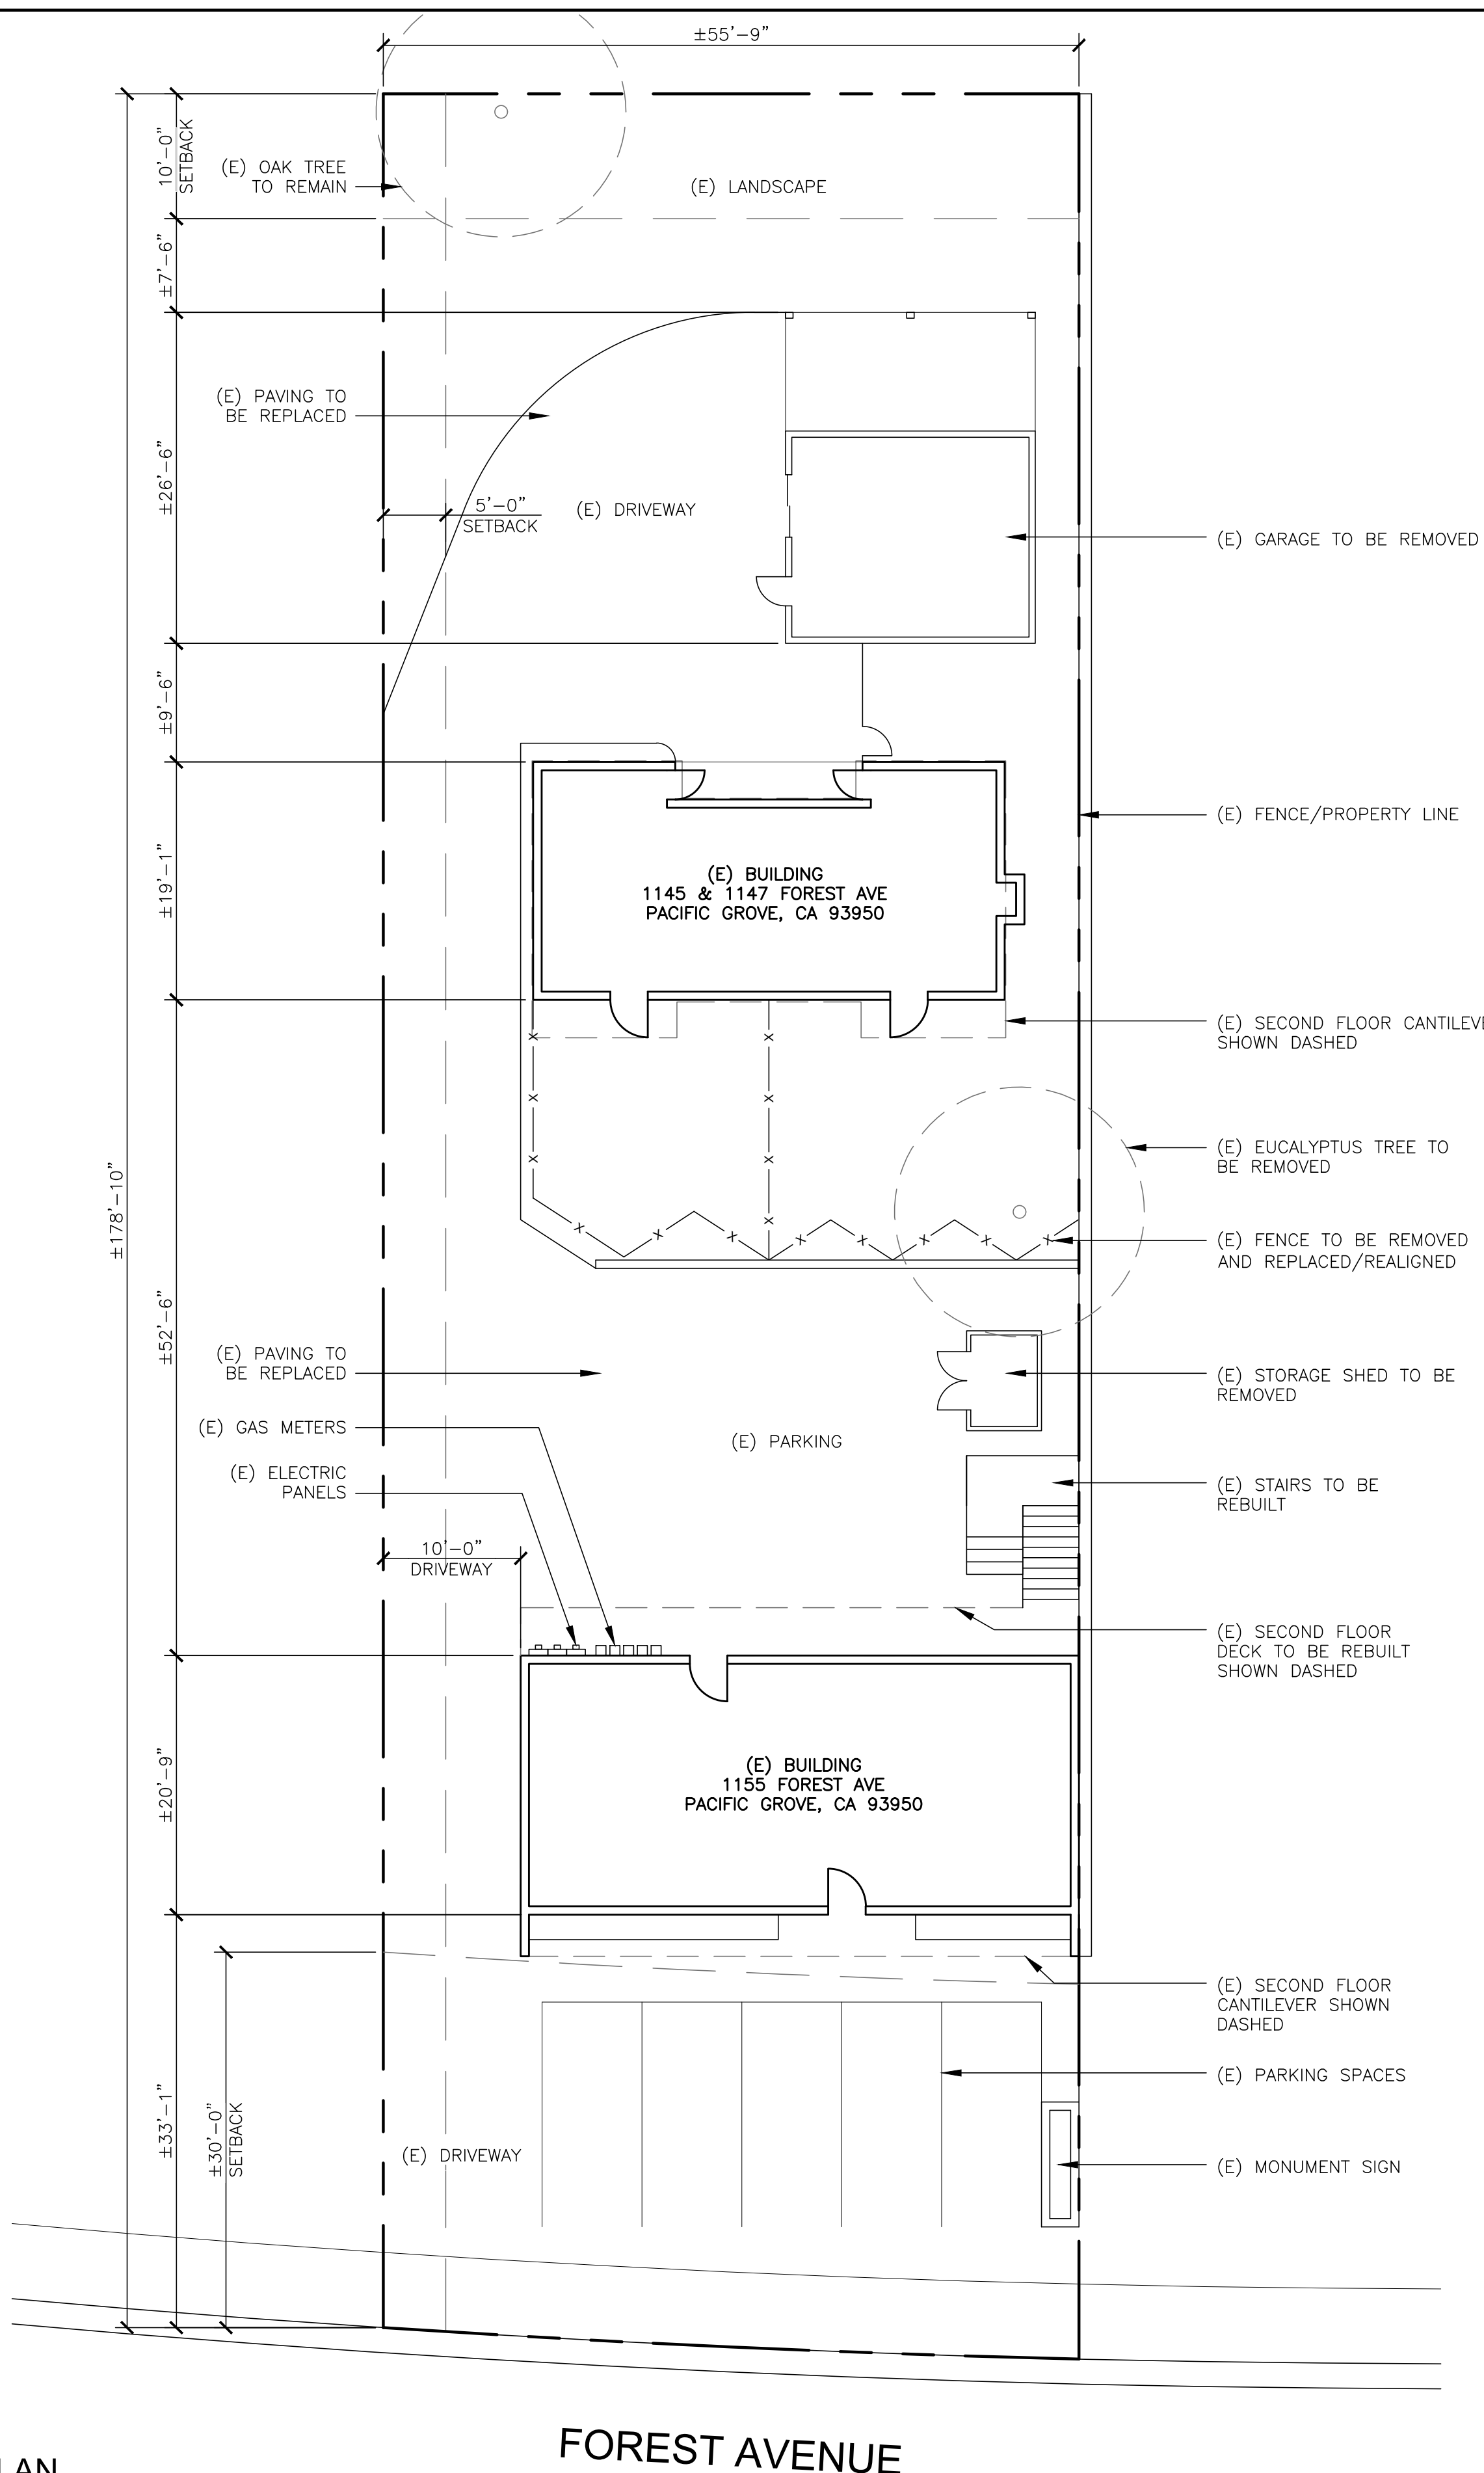 ±55'-9"
10'-0"
SETBACK
(E) OAK TREE
TO REMAIN
(E) LANDSCAPE
±7'-6"
(E) PAVING TO
BE REPLACED
±26'-6"
5'-0"
SETBACK
(E) DRIVEWAY
(E) GARAGE TO BE REMOVED
±9'-6"
(E) FENCE/PROPERTY LINE
±19'-1"
(E) BUILDING
1145 & 1147 FOREST AVE
PACIFIC GROVE, CA 93950
(E) SECOND FLOOR CANTILEV
SHOWN DASHED
(E) EUCALYPTUS TREE TO
BE REMOVED
±178'-10"
(E) FENCE TO BE REMOVED
AND REPLACED/REALIGNED
±52'-6"
(E) PAVING TO
BE REPLACED
(E) STORAGE SHED TO BE
REMOVED
(E) GAS METERS
(E) PARKING
(E) ELECTRIC
PANELS
(E) STAIRS TO BE
REBUILT
10'-0"
DRIVEWAY
(E) SECOND FLOOR
DECK TO BE REBUILT
SHOWN DASHED
±20'-9"
(E) BUILDING
1155 FOREST AVE
PACIFIC GROVE, CA 93950
(E) SECOND FLOOR
CANTILEVER SHOWN
DASHED
(E) PARKING SPACES
±33'-1"
±30'-0"
SETBACK
(E) DRIVEWAY
(E) MONUMENT SIGN
FOREST AVENUE